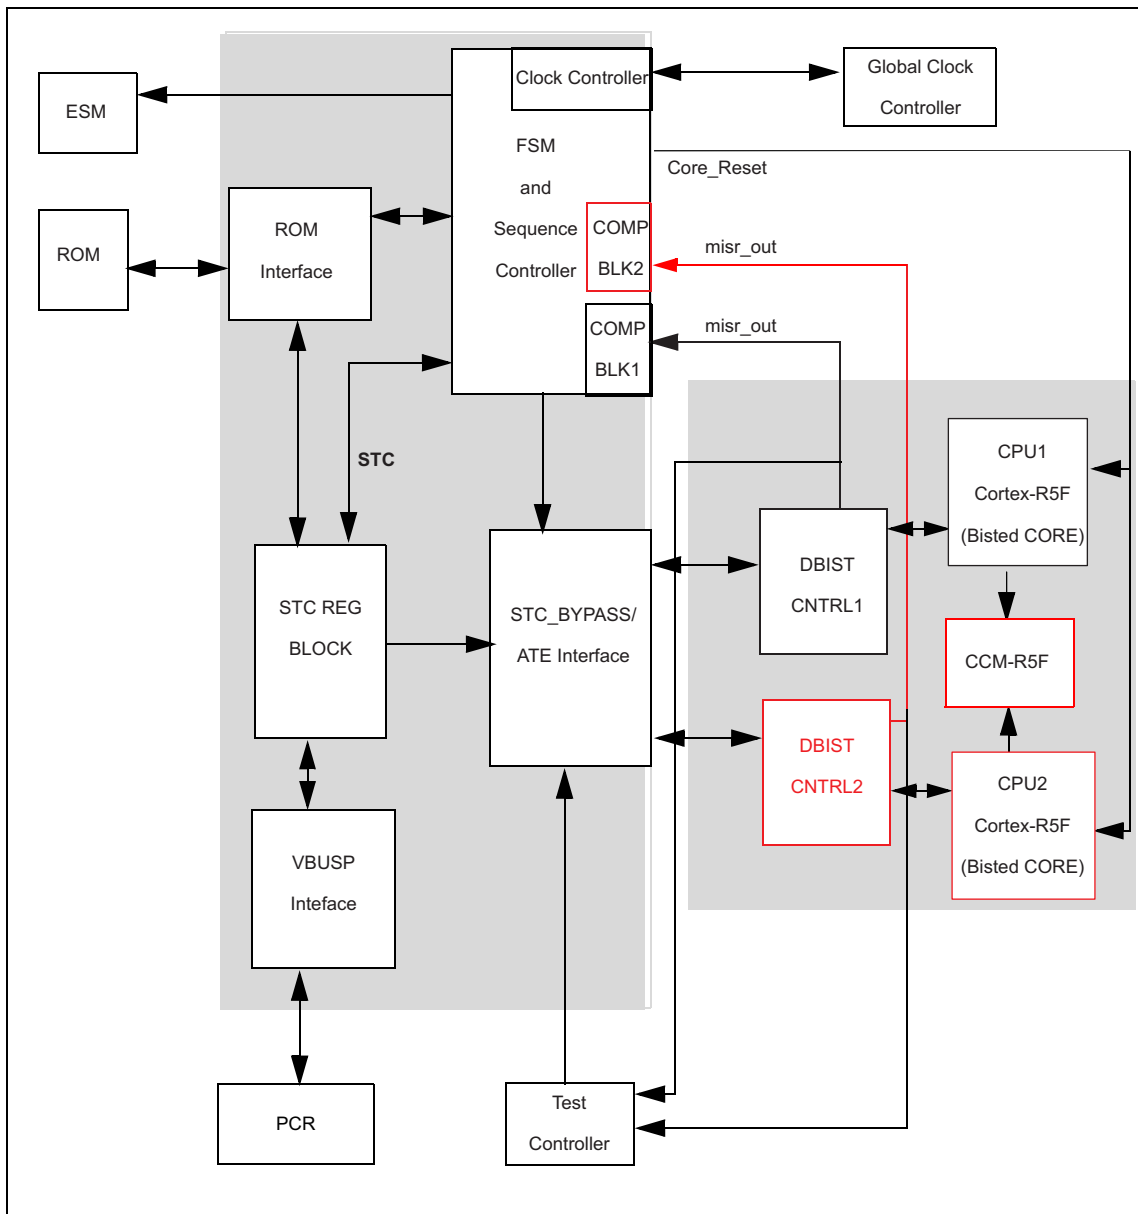 Clock Controller
Global Clock
Controller
ESM
FSM
and
Sequence
Controller
Core_Reset
ROM
Interface
ROM
COMP
BLK2
misr_out
COMP
BLK1
misr_out
STC
CPU1
Cortex-R5F
(Bisted CORE)
STC REG
BLOCK
STC_BYPASS/
ATE Interface
DBIST
CNTRL1
CCM-R5F
DBIST
CNTRL2
CPU2
Cortex-R5F
(Bisted CORE)
VBUSP
Inteface
PCR
Test
Controller